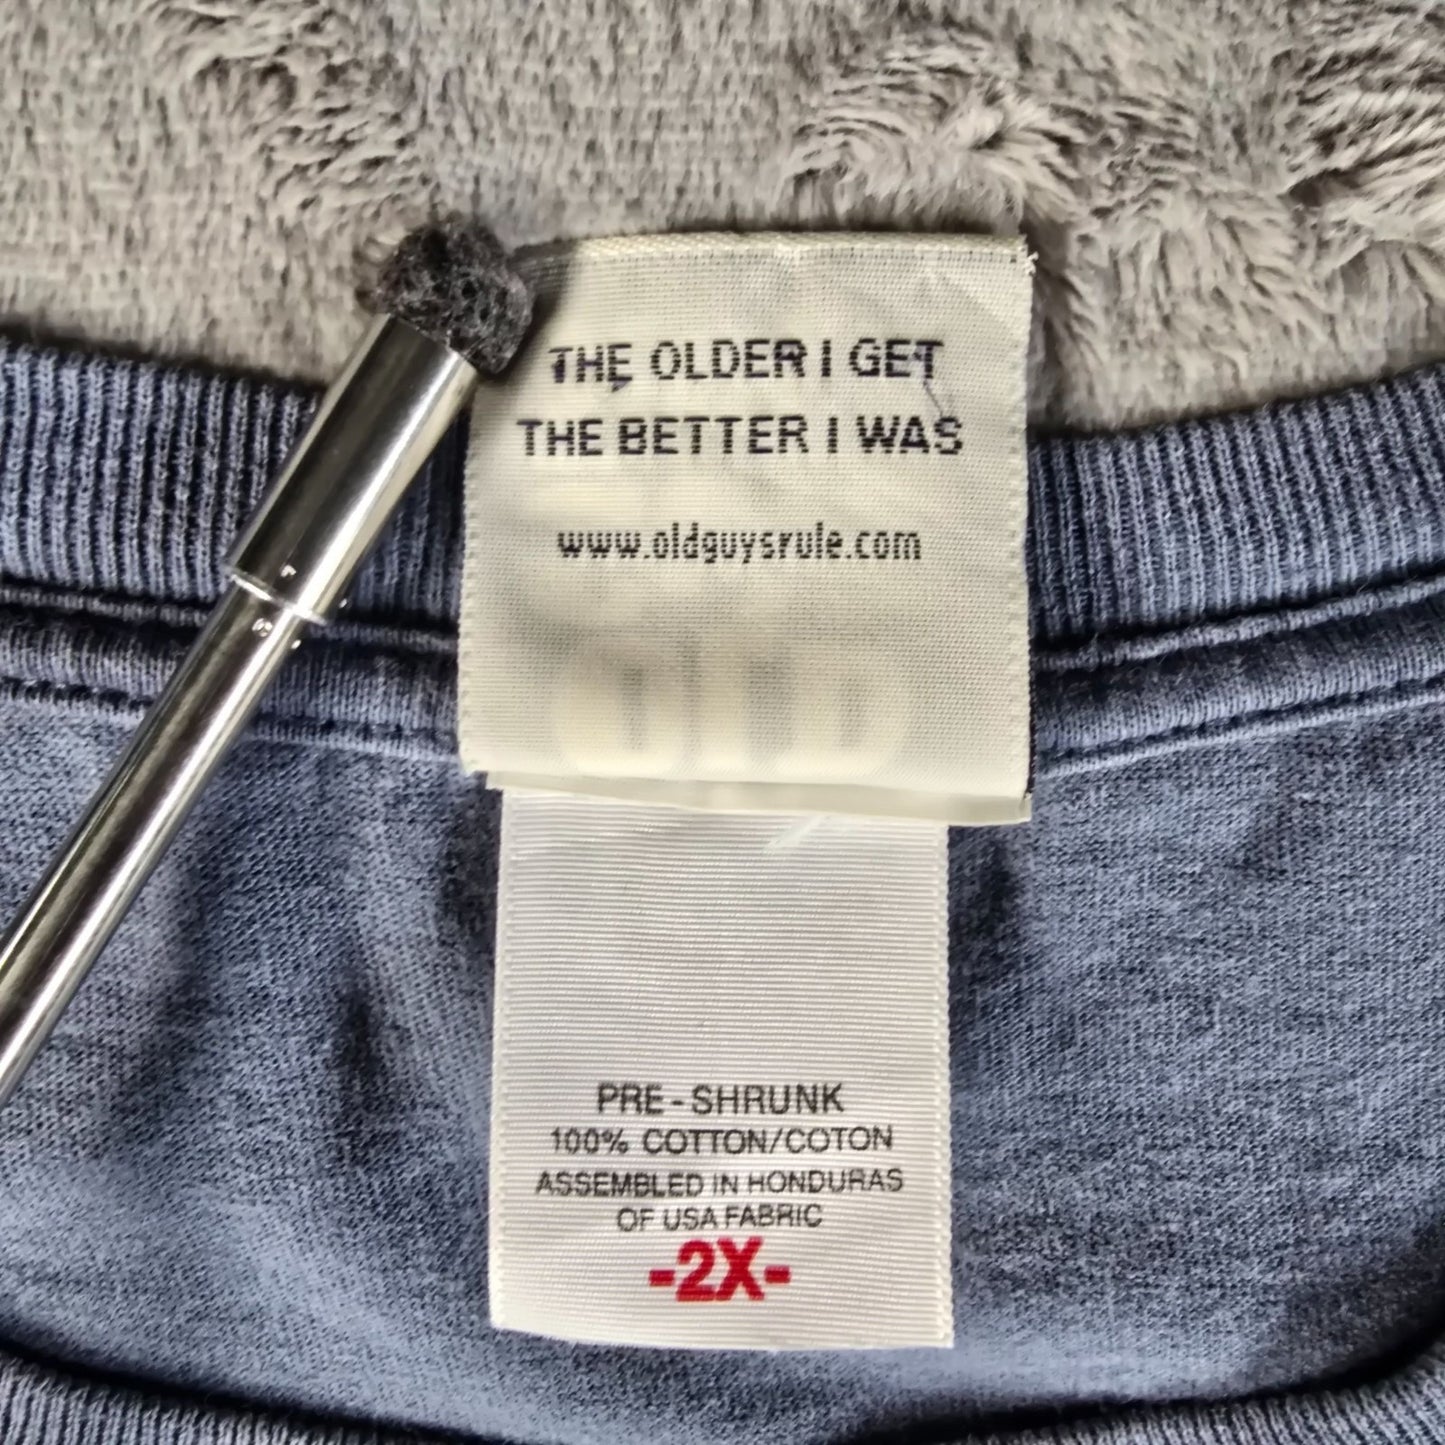 THE OLDER I GET
THE BETTER I WAS
www.oldguysrule.com
PRE-SHRUNK
100% COTTON/COTON
ASSEMBLED IN HONDURAS
OF USA FABRIC
-2X-